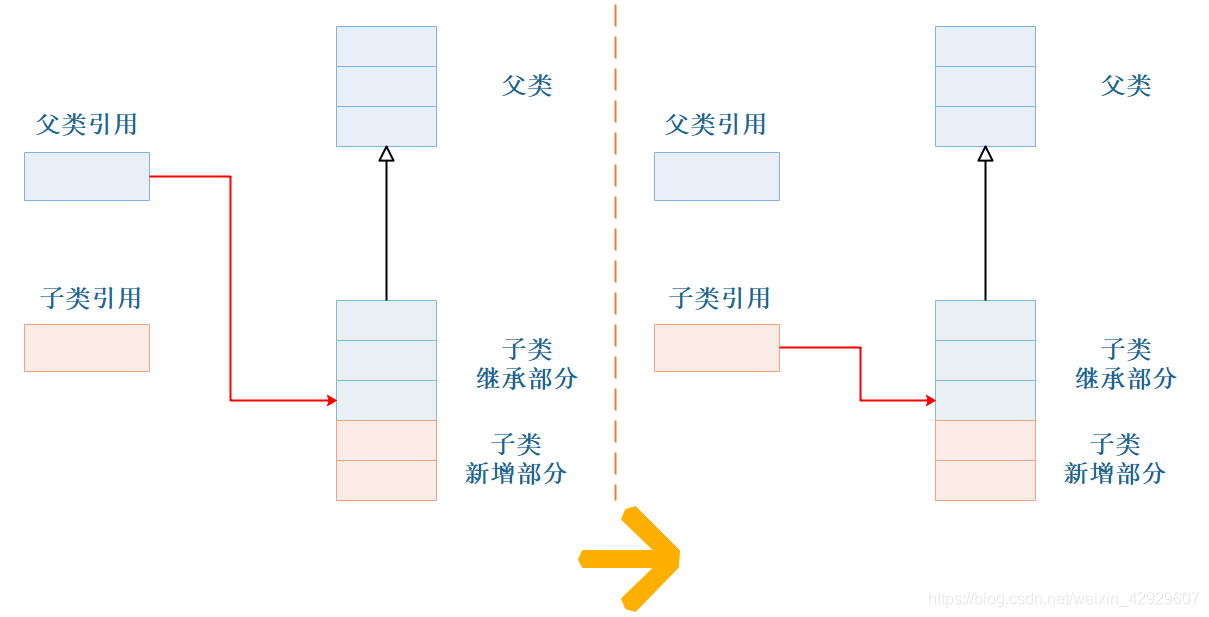 父类
父类引用
子类引用
子类
继承部分
子类
新增部分
父类
父类引用
子类引用
子类
继承部分
子类
新增部分
https://blog.csdn.net/weixin_42929607